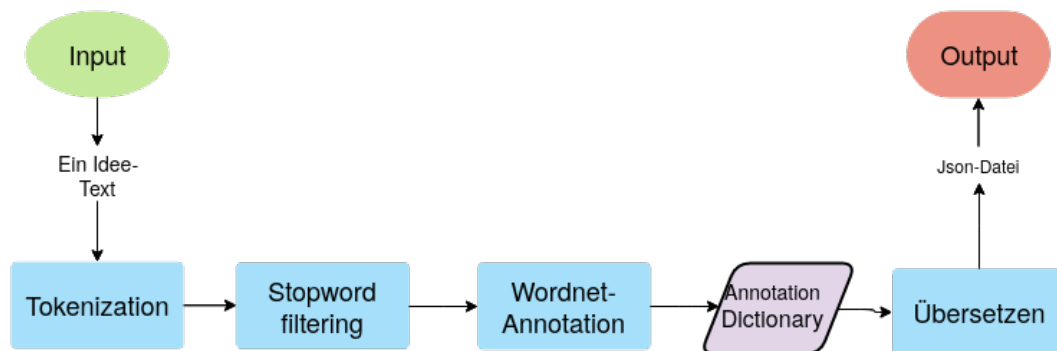 Input
Ein Idee-
Text
Tokenization
Stopword
filtering
Wordnet-
Annotation
Annotation
Dictionary
Übersetzen
Json-Datei
Output